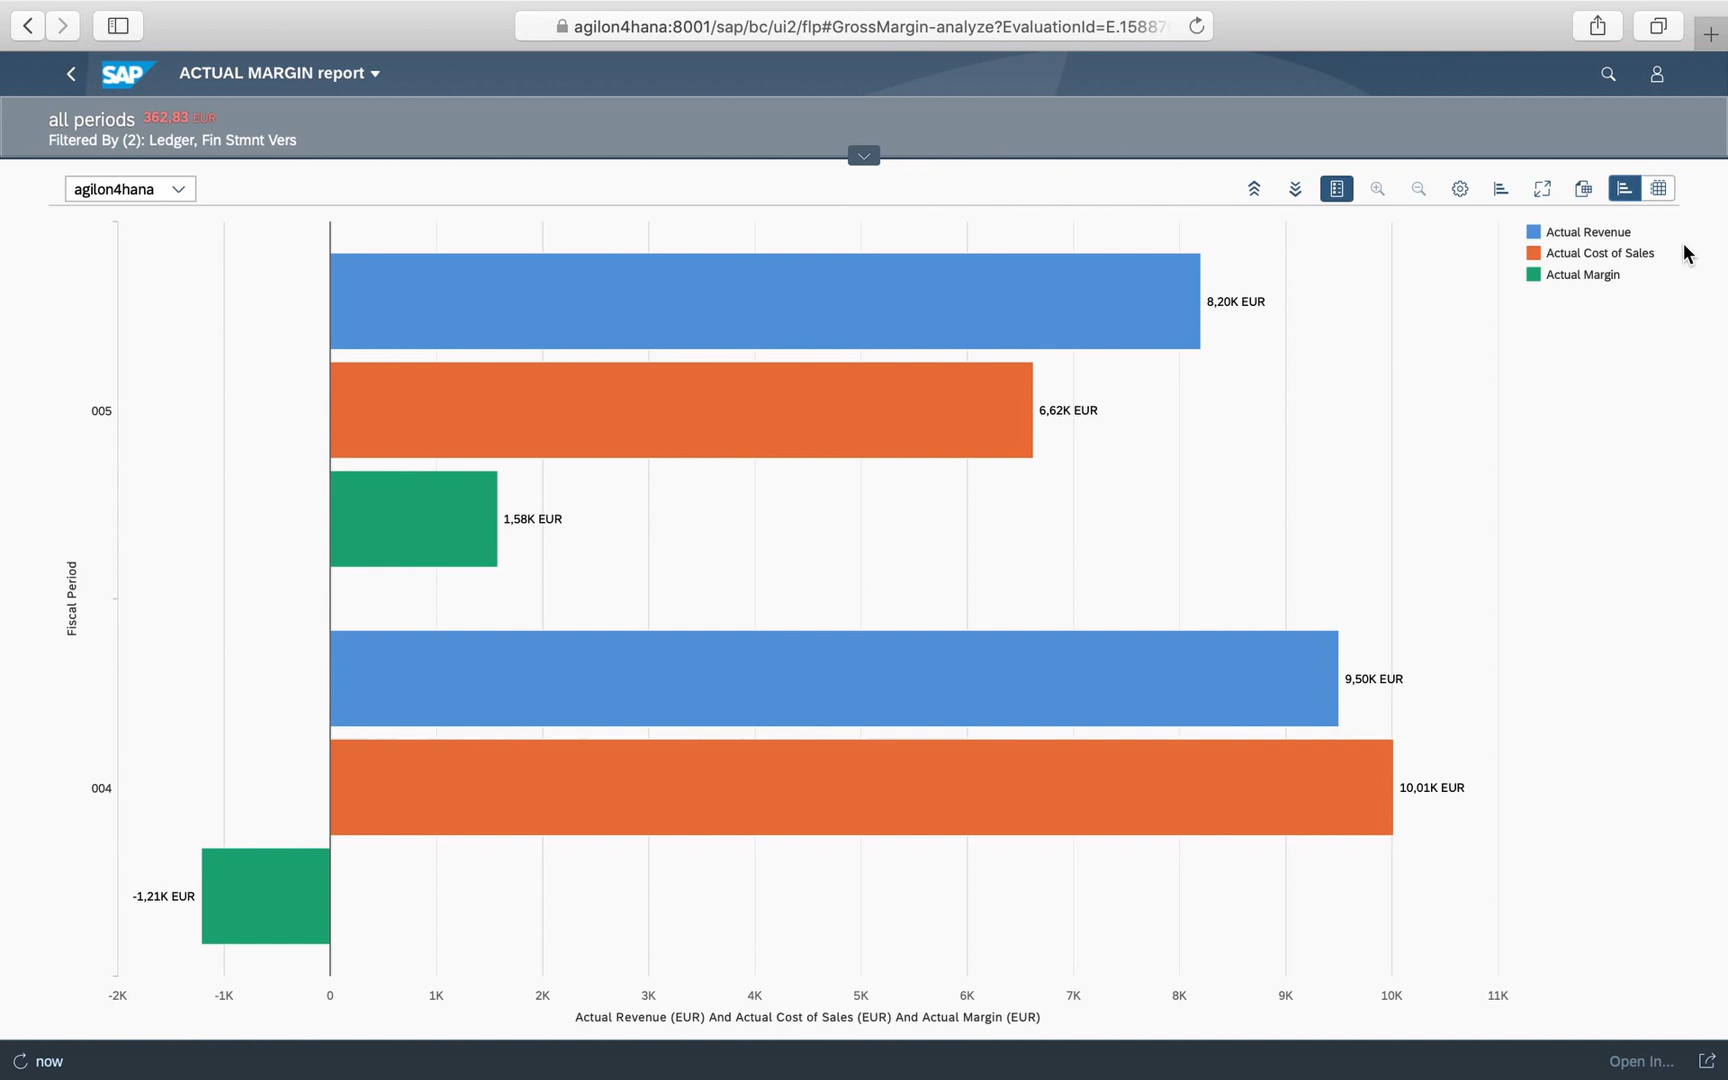 agilon4hana:8001/sap/bc/ui2/flp#GrossMargin-analyze?EvaluationId=E.15887
SAP ACTUAL MARGIN report
all periods 362,83 EUR
Filtered By (2): Ledger, Fin Stmnt Vers
agilon4hana
Actual Revenue
Actual Cost of Sales
Actual Margin
8,20K EUR
005
6,62K EUR
1,58K EUR
Fiscal Period
9,50K EUR
004
10,01K EUR
-1,21K EUR
-2K -1K 0 1K 2K 3K 4K 5K 6K 7K 8K 9K 10K 11K
Actual Revenue (EUR) And Actual Cost of Sales (EUR) And Actual Margin (EUR)
now
Open In...